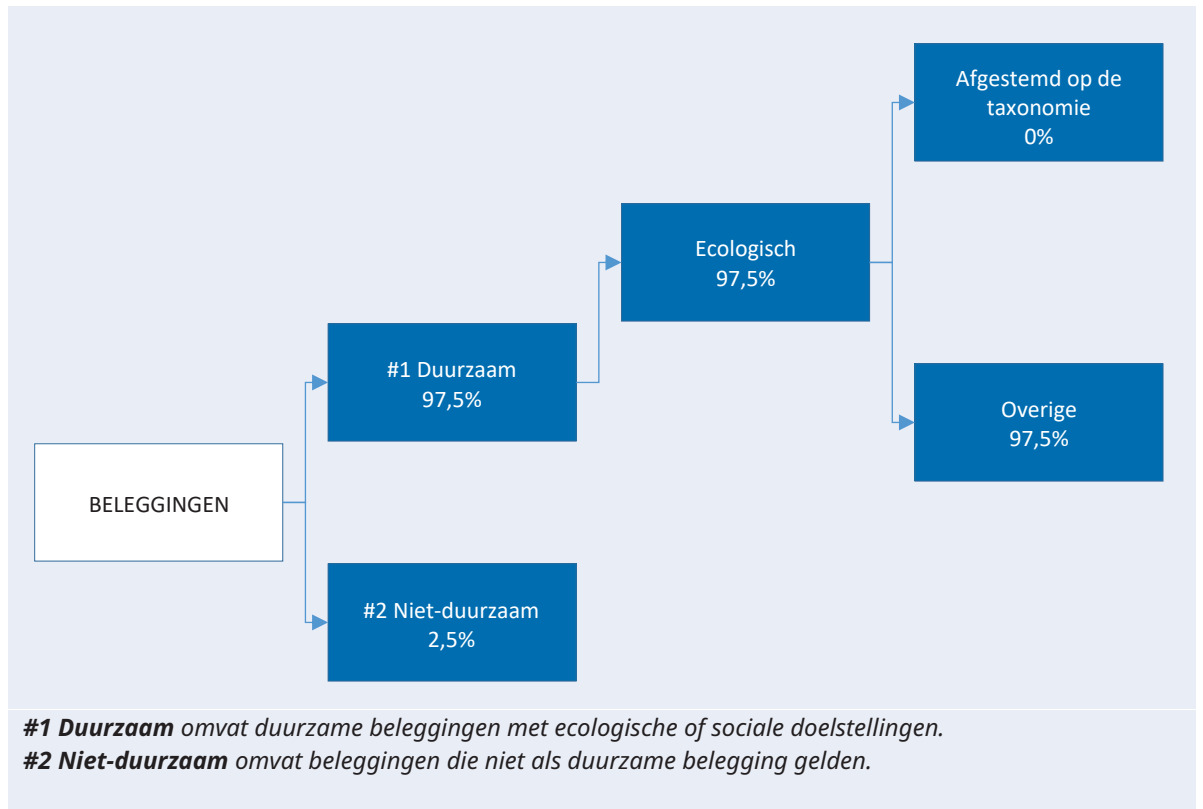 Afgestemd op de
taxonomie
0%
Ecologisch
97,5%
#1 Duurzaam
97,5%
Overige
97,5%
BELEGGINGEN
#2 Niet-duurzaam
2,5%
#1 Duurzaam omvat duurzame beleggingen met ecologische of sociale doelstellingen.
#2 Niet-duurzaam omvat beleggingen die niet als duurzame belegging gelden.